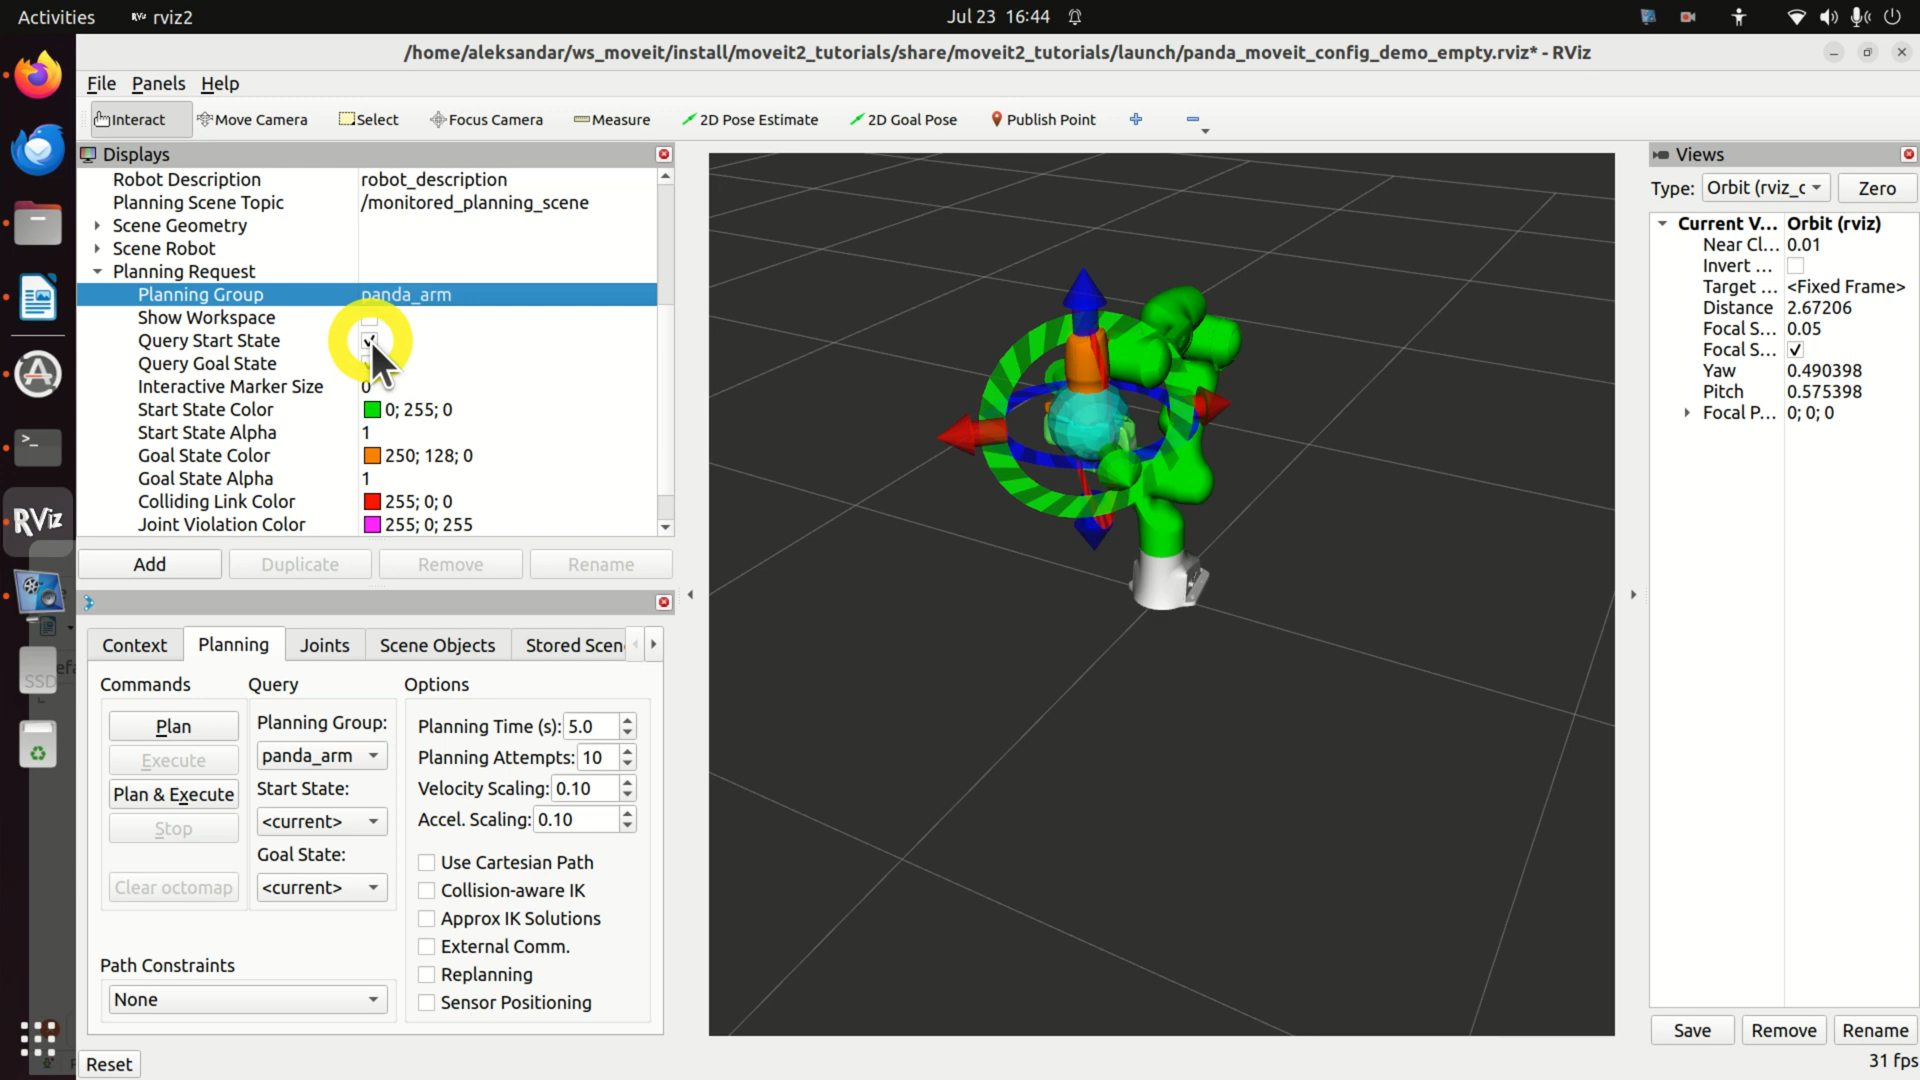 Activities
rviz2
Jul 23 16:44
/home/aleksandar/ws_moveit/install/moveit2_tutorials/share/moveit2_tutorials/launch/panda_moveit_config_demo_empty.rviz* - RViz
File Panels Help
Interact Move Camera Select Focus Camera Measure 2D Pose Estimate 2D Goal Pose Publish Point
Displays
Robot Description robot_description
Planning Scene Topic /monitored_planning_scene
Scene Geometry
Scene Robot
Planning Request
Planning Group panda_arm
Show Workspace
Query Start State
Query Goal State
Interactive Marker Size 0
Start State Color 0; 255; 0
Start State Alpha 1
Goal State Color 250; 128; 0
Goal State Alpha 1
Colliding Link Color 255; 0; 0
Joint Violation Color 255; 0; 255
Add Duplicate Remove Rename
Context Planning Joints Scene Objects Stored Scen
Commands Query Options
Plan
Execute
Plan & Execute
Stop
Clear octomap
Planning Group:
panda_arm
Start State:
<current>
Goal State:
<current>
Planning Time (s): 5.0
Planning Attempts: 10
Velocity Scaling: 0.10
Accel. Scaling: 0.10
Use Cartesian Path
Collision-aware IK
Approx IK Solutions
External Comm.
Replanning
Sensor Positioning
Path Constraints
None
Reset
Views
Type: Orbit (rviz_c Zero
Current V... Orbit (rviz)
Near Cl... 0.01
Invert ...
Target ... <Fixed Frame>
Distance 2.67206
Focal S... 0.05
Focal S...
Yaw 0.490398
Pitch 0.575398
Focal P... 0; 0; 0
Save Remove Rename
31 fps
RViz
SSD